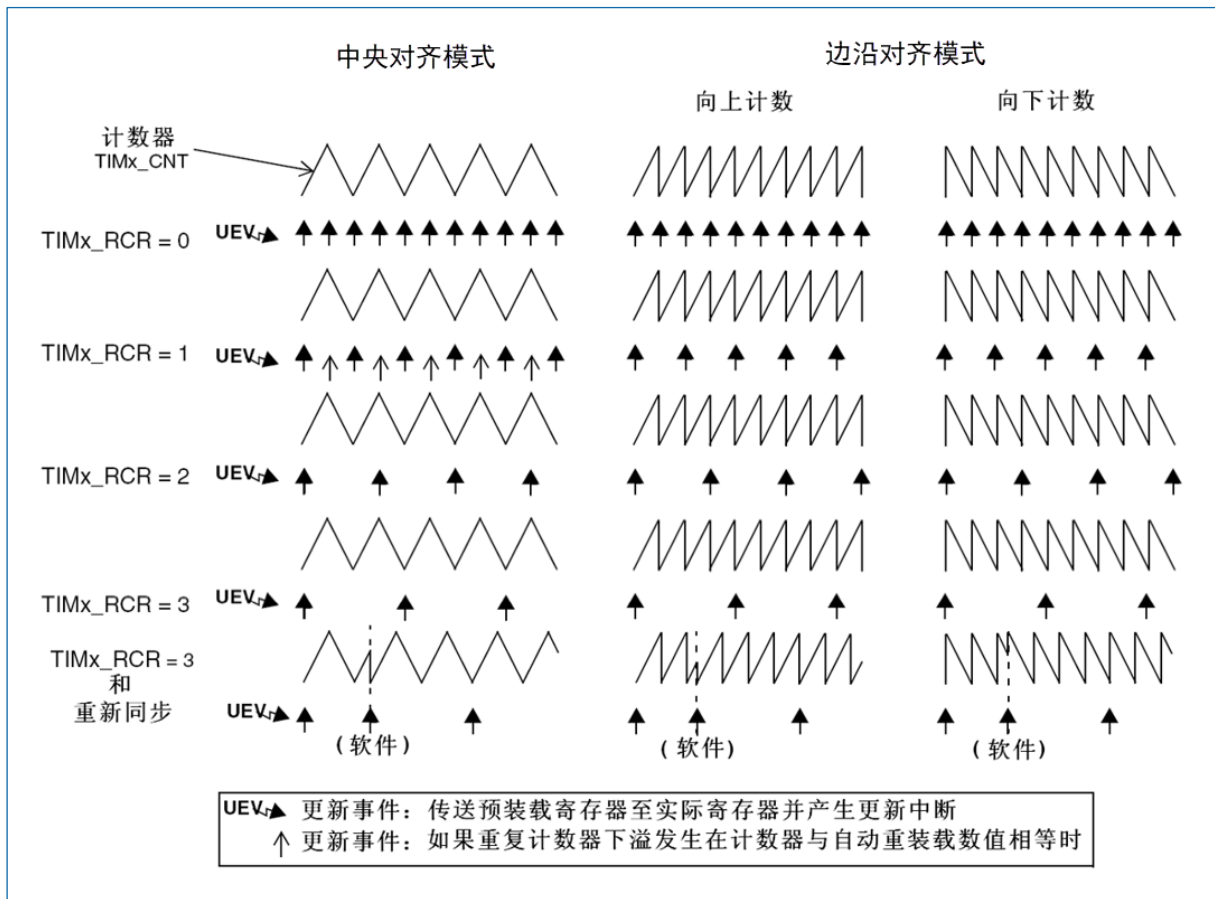 中央对齐模式
边沿对齐模式
向上计数
向下计数
计数器
TIMx_CNT
TIMx_RCR = 0
UEV
TIMx_RCR = 1
UEV
TIMx_RCR = 2
UEV
TIMx_RCR = 3
UEV
TIMx_RCR = 3
和
重新同步
UEV
(软件)
(软件)
(软件)
UEV 更新事件：传送预装载寄存器至实际寄存器并产生更新中断
更新事件：如果重复计数器下溢发生在计数器与自动重装载数值相等时